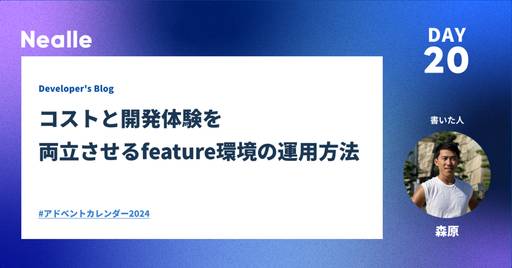 Nealle
DAY
20
Developer's Blog
コストと開発体験を
両立させるfeature環境の運用方法
#アドベントカレンダー2024
書いた人
森原